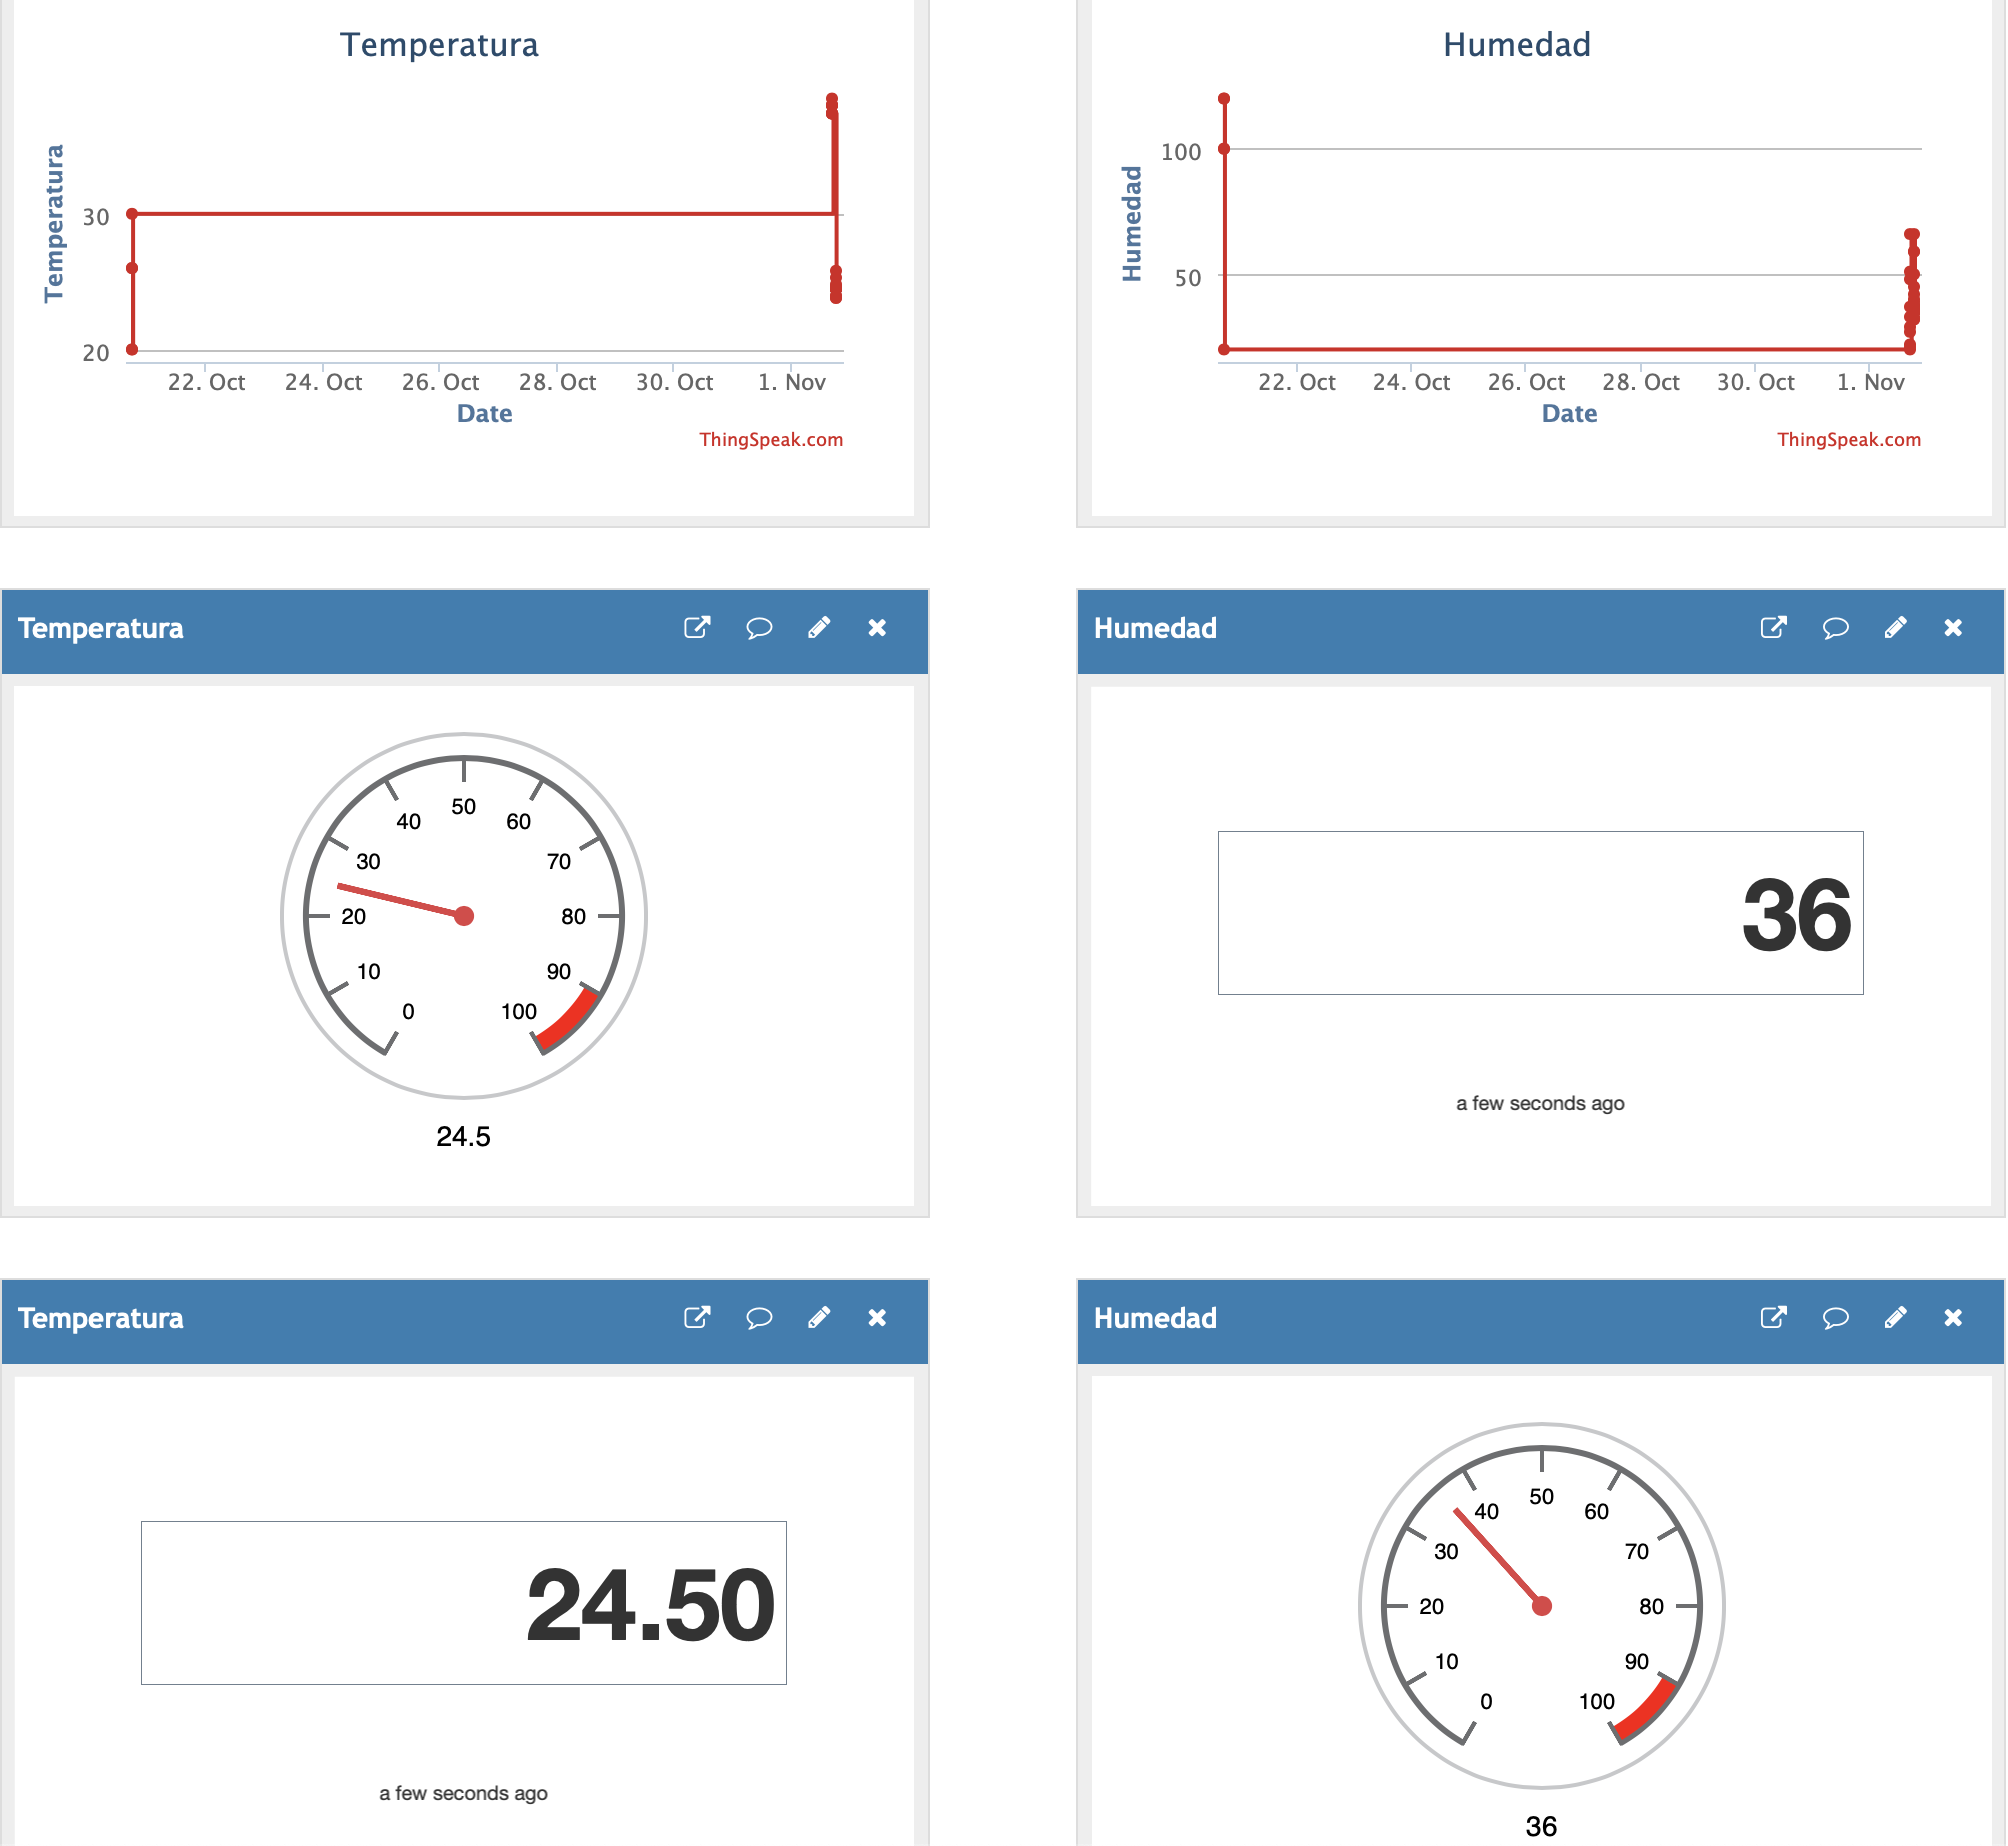 Temperatura
Temperatura
30
20
22. Oct 24. Oct 26. Oct 28. Oct 30. Oct 1. Nov
Date
ThingSpeak.com
Humedad
Humedad
100
50
22. Oct 24. Oct 26. Oct 28. Oct 30. Oct 1. Nov
Date
ThingSpeak.com
Temperatura
50
40 60
30 70
20 80
10 90
0 100
24.5
Humedad
36
a few seconds ago
Temperatura
24.50
a few seconds ago
Humedad
50
40 60
30 70
20 80
10 90
0 100
36